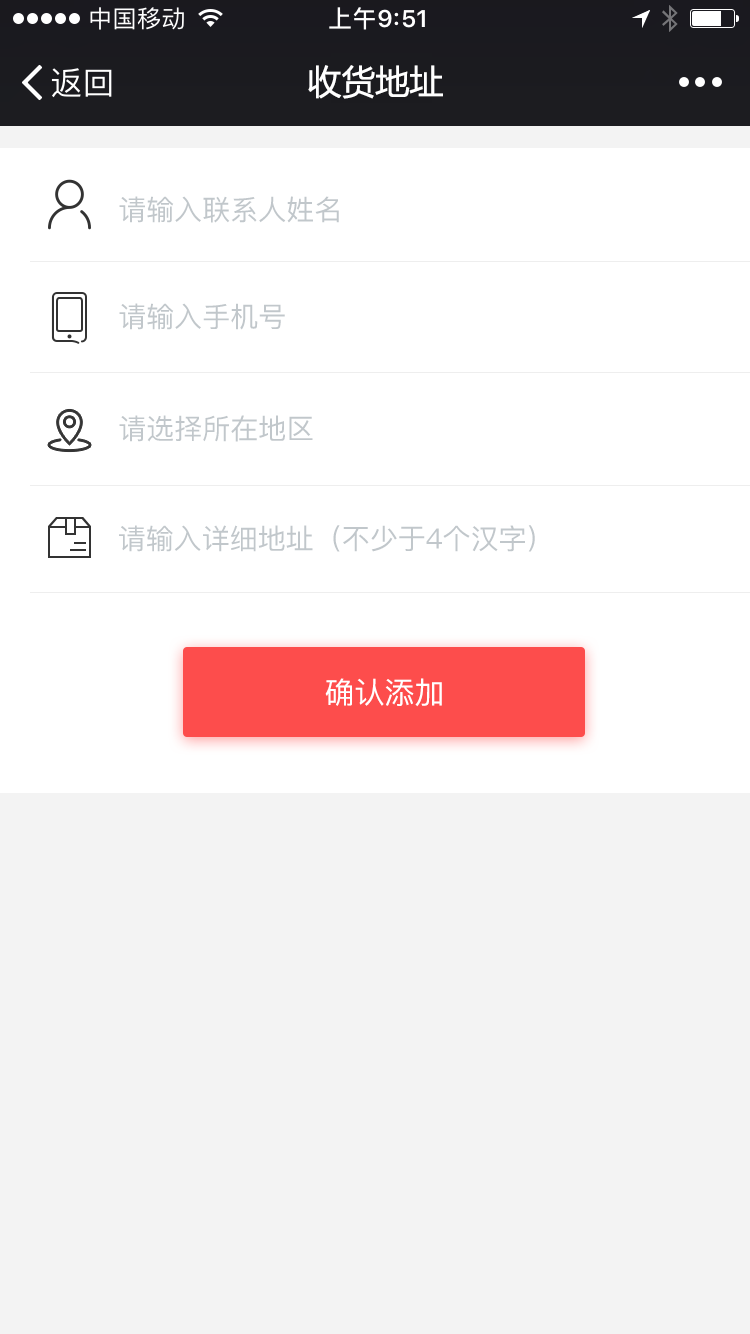 中国移动 上午9:51
返回 收货地址
请输入联系人姓名
请输入手机号
请选择所在地区
请输入详细地址（不少于4个汉字）
确认添加